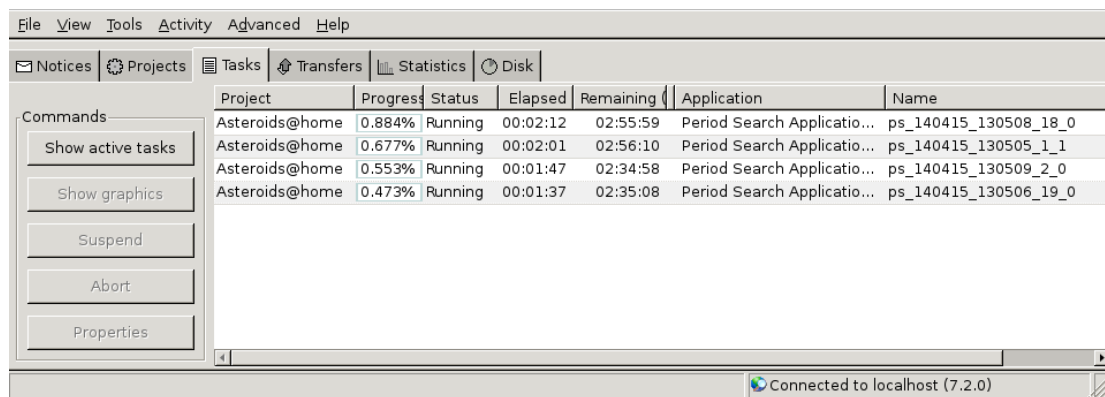 File View Tools Activity Advanced Help
Notices Projects Tasks Transfers Statistics Disk
Commands
Show active tasks
Show graphics
Suspend
Abort
Properties
Project Progress Status Elapsed Remaining ( Application Name
Asteroids@home 0.884% Running 00:02:12 02:55:59 Period Search Applicatio... ps_140415_130508_18_0
Asteroids@home 0.677% Running 00:02:01 02:56:10 Period Search Applicatio... ps_140415_130505_1_1
Asteroids@home 0.553% Running 00:01:47 02:34:58 Period Search Applicatio... ps_140415_130509_2_0
Asteroids@home 0.473% Running 00:01:37 02:35:08 Period Search Applicatio... ps_140415_130506_19_0
Connected to localhost (7.2.0)